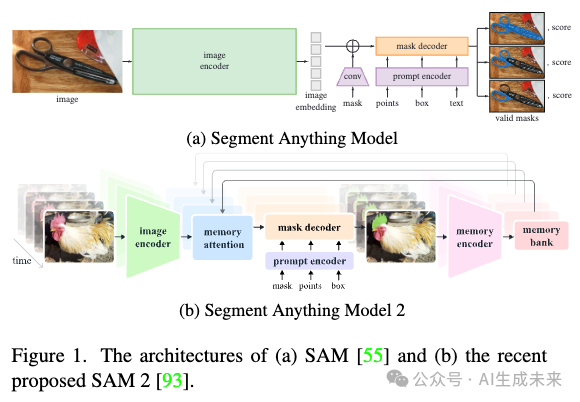 image
encoder
mask decoder
prompt encoder
conv
image
image
embedding
mask
points
box
text
, score
, score
, score
valid masks
(a) Segment Anything Model
time
image
encoder
memory
attention
mask decoder
prompt encoder
mask
points
box
memory
encoder
memory
bank
(b) Segment Anything Model 2
Figure 1. The architectures of (a) SAM [55] and (b) the recent
proposed SAM 2 [93].
公众号 · AI生成未来